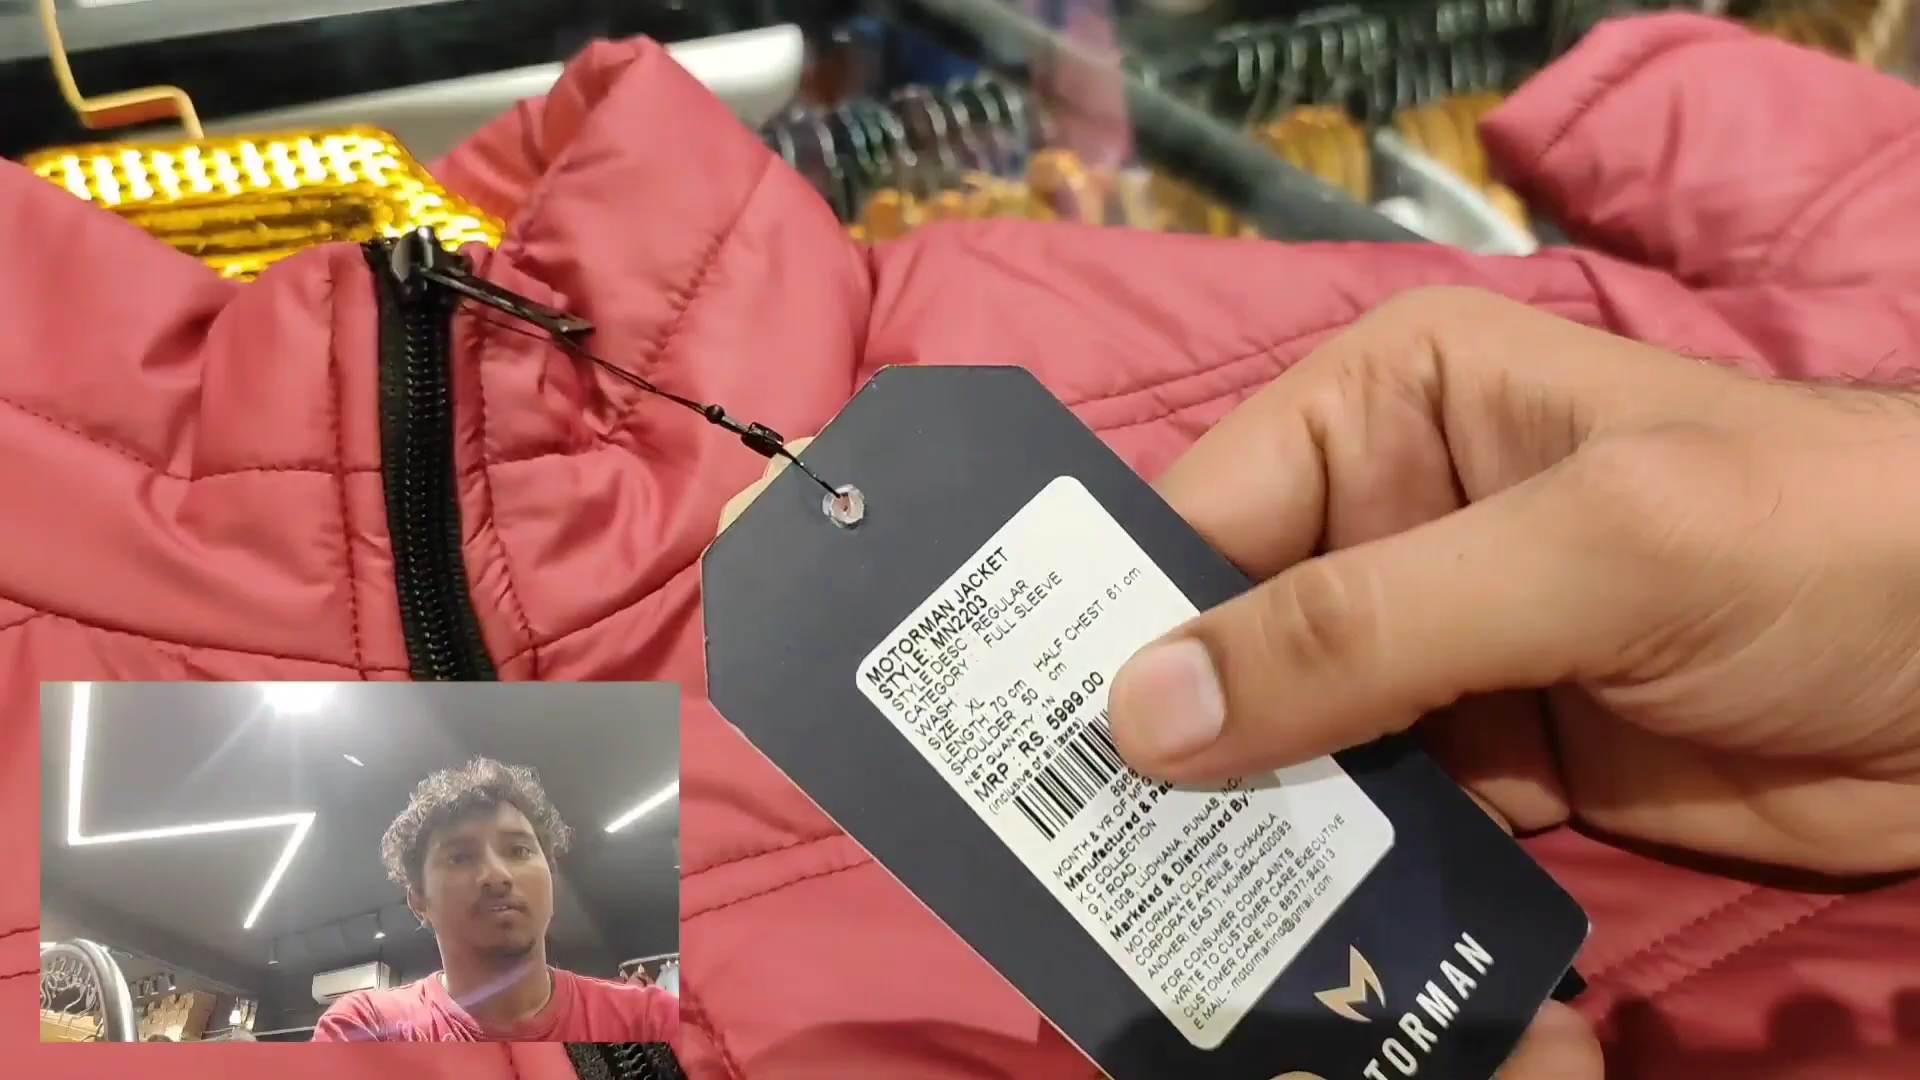 MOTORMAN JACKET
STYLE: MN2203
STYLE DESC : REGULAR
CATEGORY : FULL SLEEVE
WASH
SIZE : XL HALF CHEST 61 cm
LENGTH 70 cm
SHOULDER 50 cm
NET QUANTITY : 1N
MRP : RS. 5999.00
(Inclusive of all taxes)
MONTH & YR OF MFG
Manufactured &
K C COLLECTION
G T ROAD, LUDHIANA, PUNJAB,
141008
Marketed & Distributed By:-
MOTORMAN CLOTHING
CORPORATE AVENUE, CHAKALA
ANDHERI (EAST), MUMBAI-400093
FOR CONSUMER COMPLAINTS
WRITE TO CUSTOMER CARE EXECUTIVE
CUSTOMER CARE NO. 88377-94013
E MAIL - motormanind@gmail.com
TORMAN